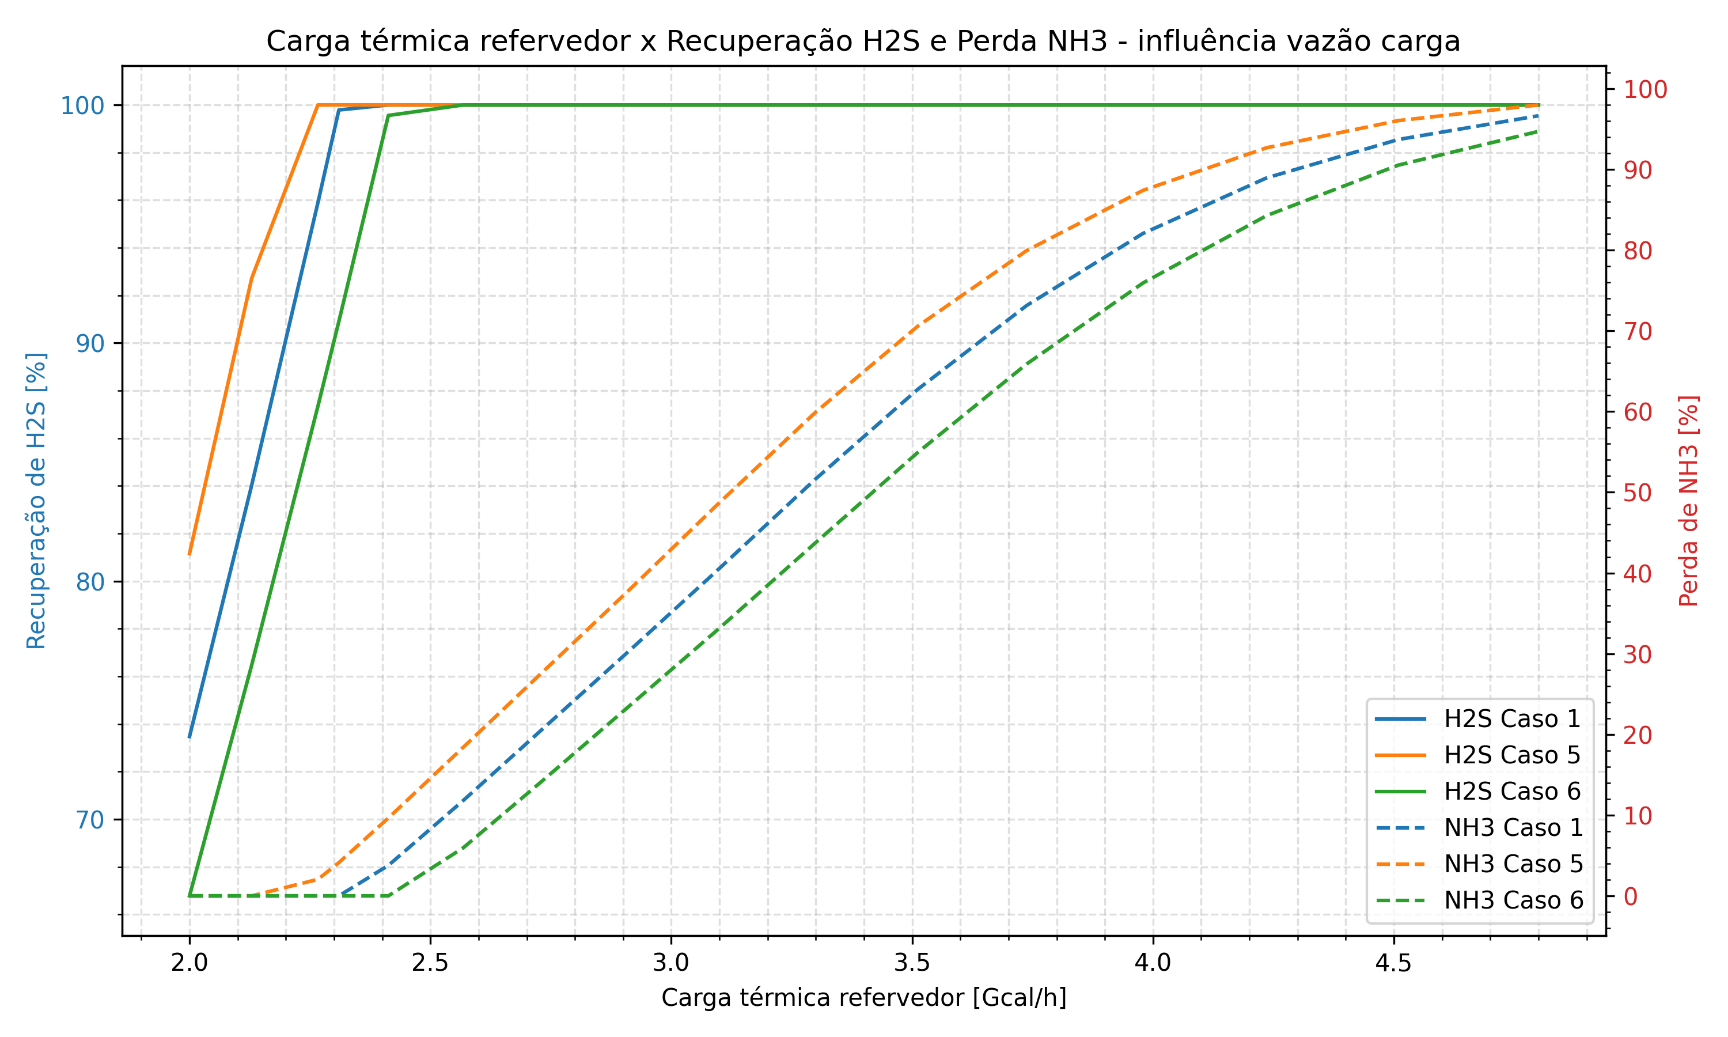 Carga térmica refervedor x Recuperação H2S e Perda NH3 - influência vazão carga
Recuperação de H2S [%]
100
90
80
70
100
90
80
70
60
50
40
30
20
10
0
Perda de NH3 [%]
H2S Caso 1
H2S Caso 5
H2S Caso 6
NH3 Caso 1
NH3 Caso 5
NH3 Caso 6
2.0 2.5 3.0 3.5 4.0 4.5
Carga térmica refervedor [Gcal/h]